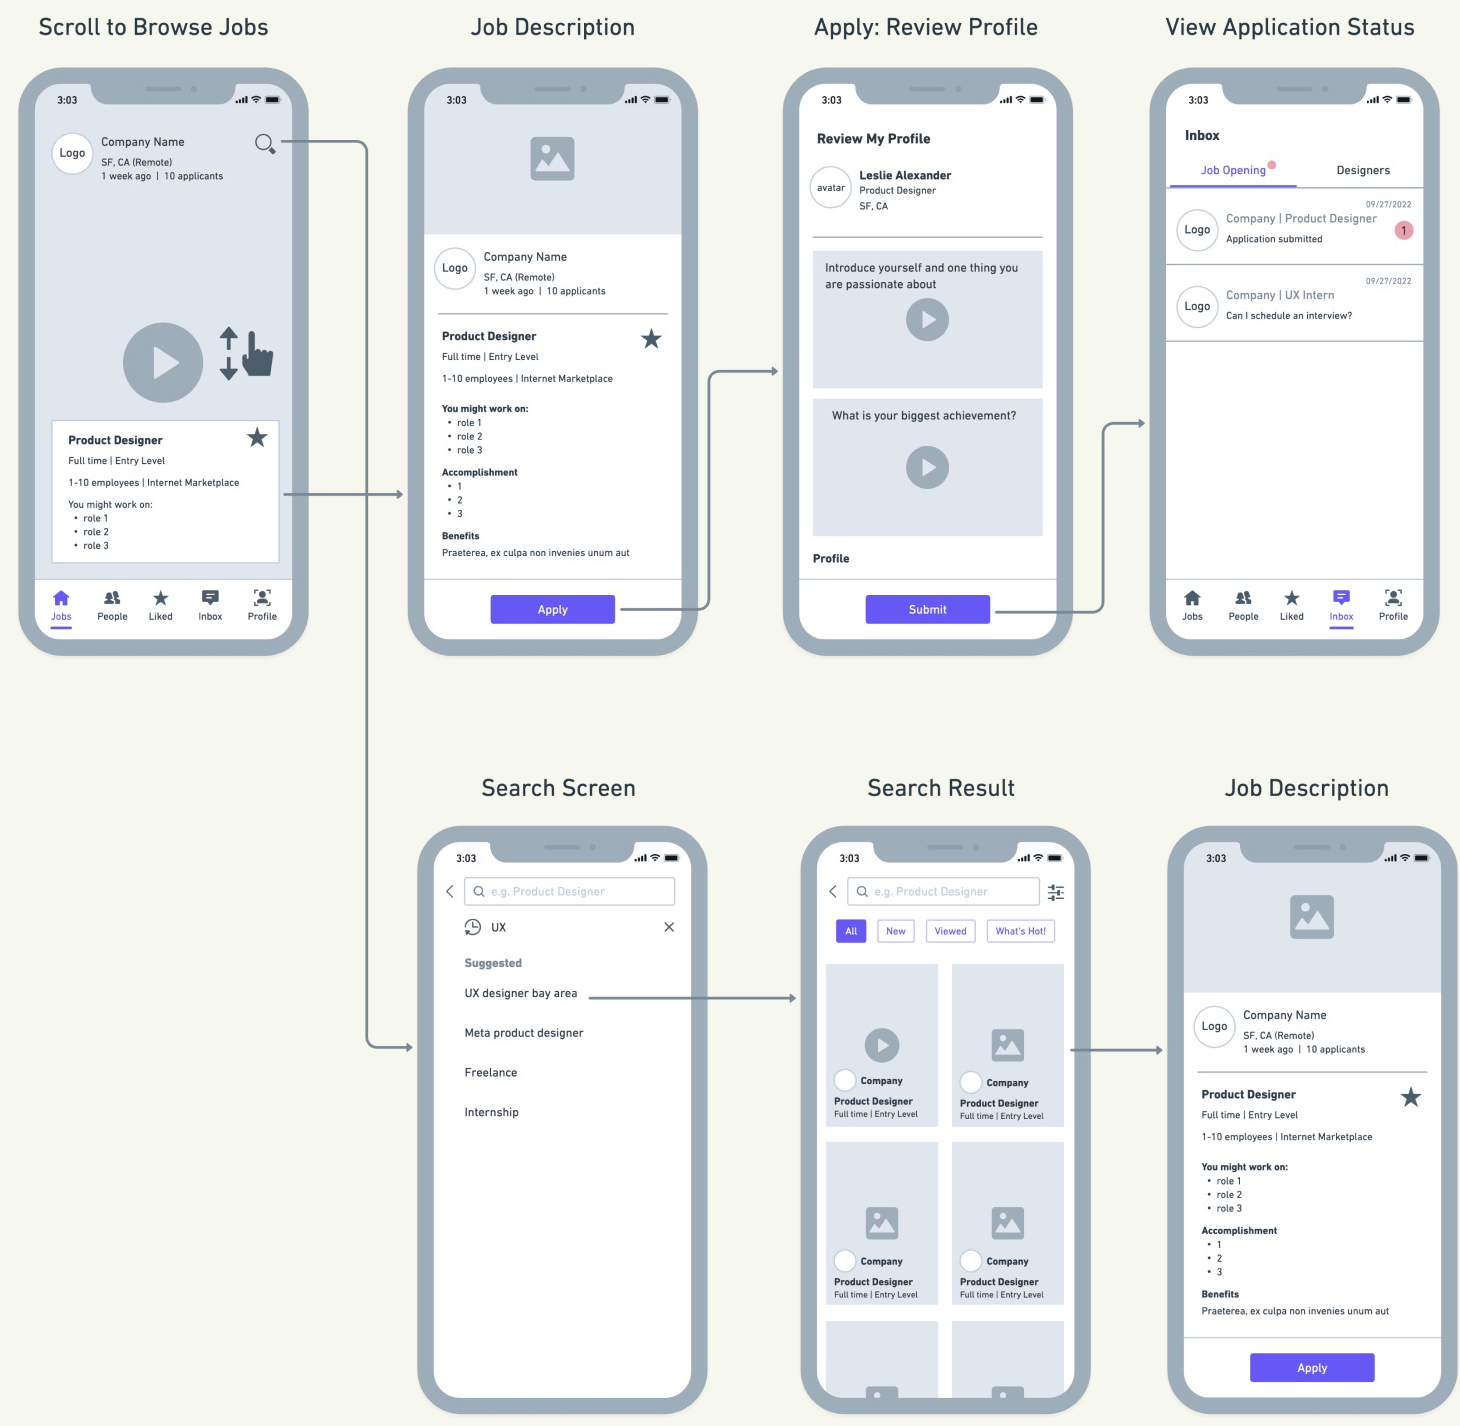 Scroll to Browse Jobs
3:03
Logo
Company Name
SF, CA (Remote)
1 week ago | 10 applicants
Product Designer
Full time | Entry Level
1-10 employees | Internet Marketplace
You might work on:
• role 1
• role 2
• role 3
Jobs
People
Liked
Inbox
Profile
Job Description
3:03
Logo
Company Name
SF, CA (Remote)
1 week ago | 10 applicants
Product Designer
Full time | Entry Level
1-10 employees | Internet Marketplace
You might work on:
• role 1
• role 2
• role 3
Accomplishment
• 1
• 2
• 3
Benefits
Praeterea, ex culpa non invenies unum aut
Apply
Apply: Review Profile
3:03
Review My Profile
avatar
Leslie Alexander
Product Designer
SF, CA
Introduce yourself and one thing you
are passionate about
What is your biggest achievement?
Profile
Submit
View Application Status
3:03
Inbox
Job Opening
Designers
09/27/2022
Logo
Company | Product Designer
Application submitted
1
09/27/2022
Logo
Company | UX Intern
Can I schedule an interview?
Jobs
People
Liked
Inbox
Profile
Search Screen
3:03
e.g. Product Designer
UX
Suggested
UX designer bay area
Meta product designer
Freelance
Internship
Search Result
3:03
e.g. Product Designer
All
New
Viewed
What's Hot!
Company
Product Designer
Full time | Entry Level
Company
Product Designer
Full time | Entry Level
Company
Product Designer
Full time | Entry Level
Company
Product Designer
Full time | Entry Level
Job Description
3:03
Logo
Company Name
SF, CA (Remote)
1 week ago | 10 applicants
Product Designer
Full time | Entry Level
1-10 employees | Internet Marketplace
You might work on:
• role 1
• role 2
• role 3
Accomplishment
• 1
• 2
• 3
Benefits
Praeterea, ex culpa non invenies unum aut
Apply